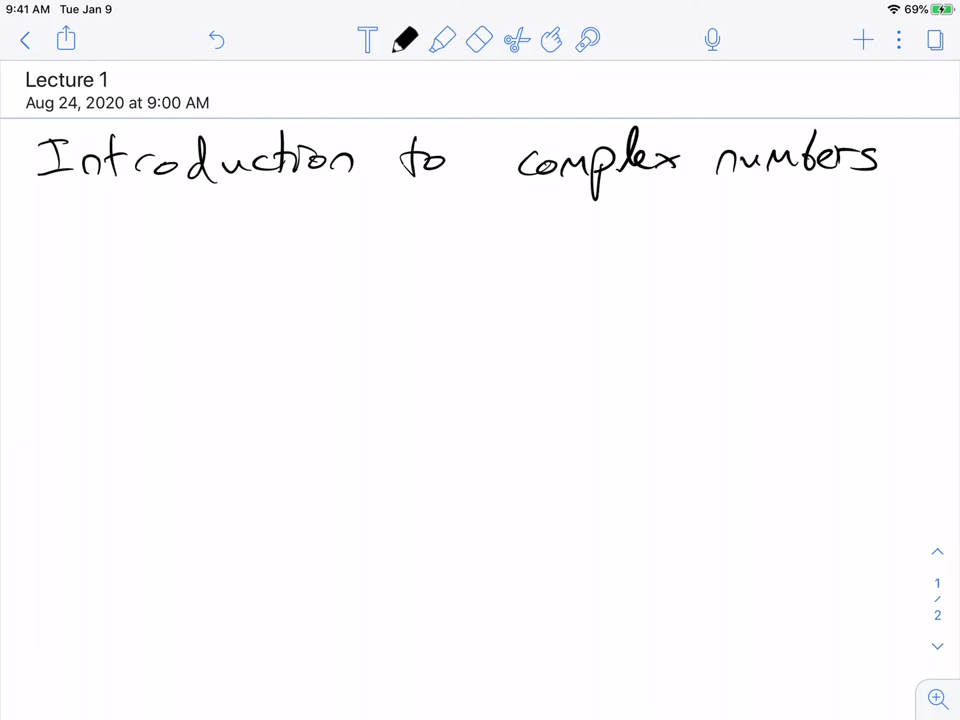 9:41 AM Tue Jan 9 69%
T
Lecture 1
Aug 24, 2020 at 9:00 AM
Introduction to complex numbers
1
/
2